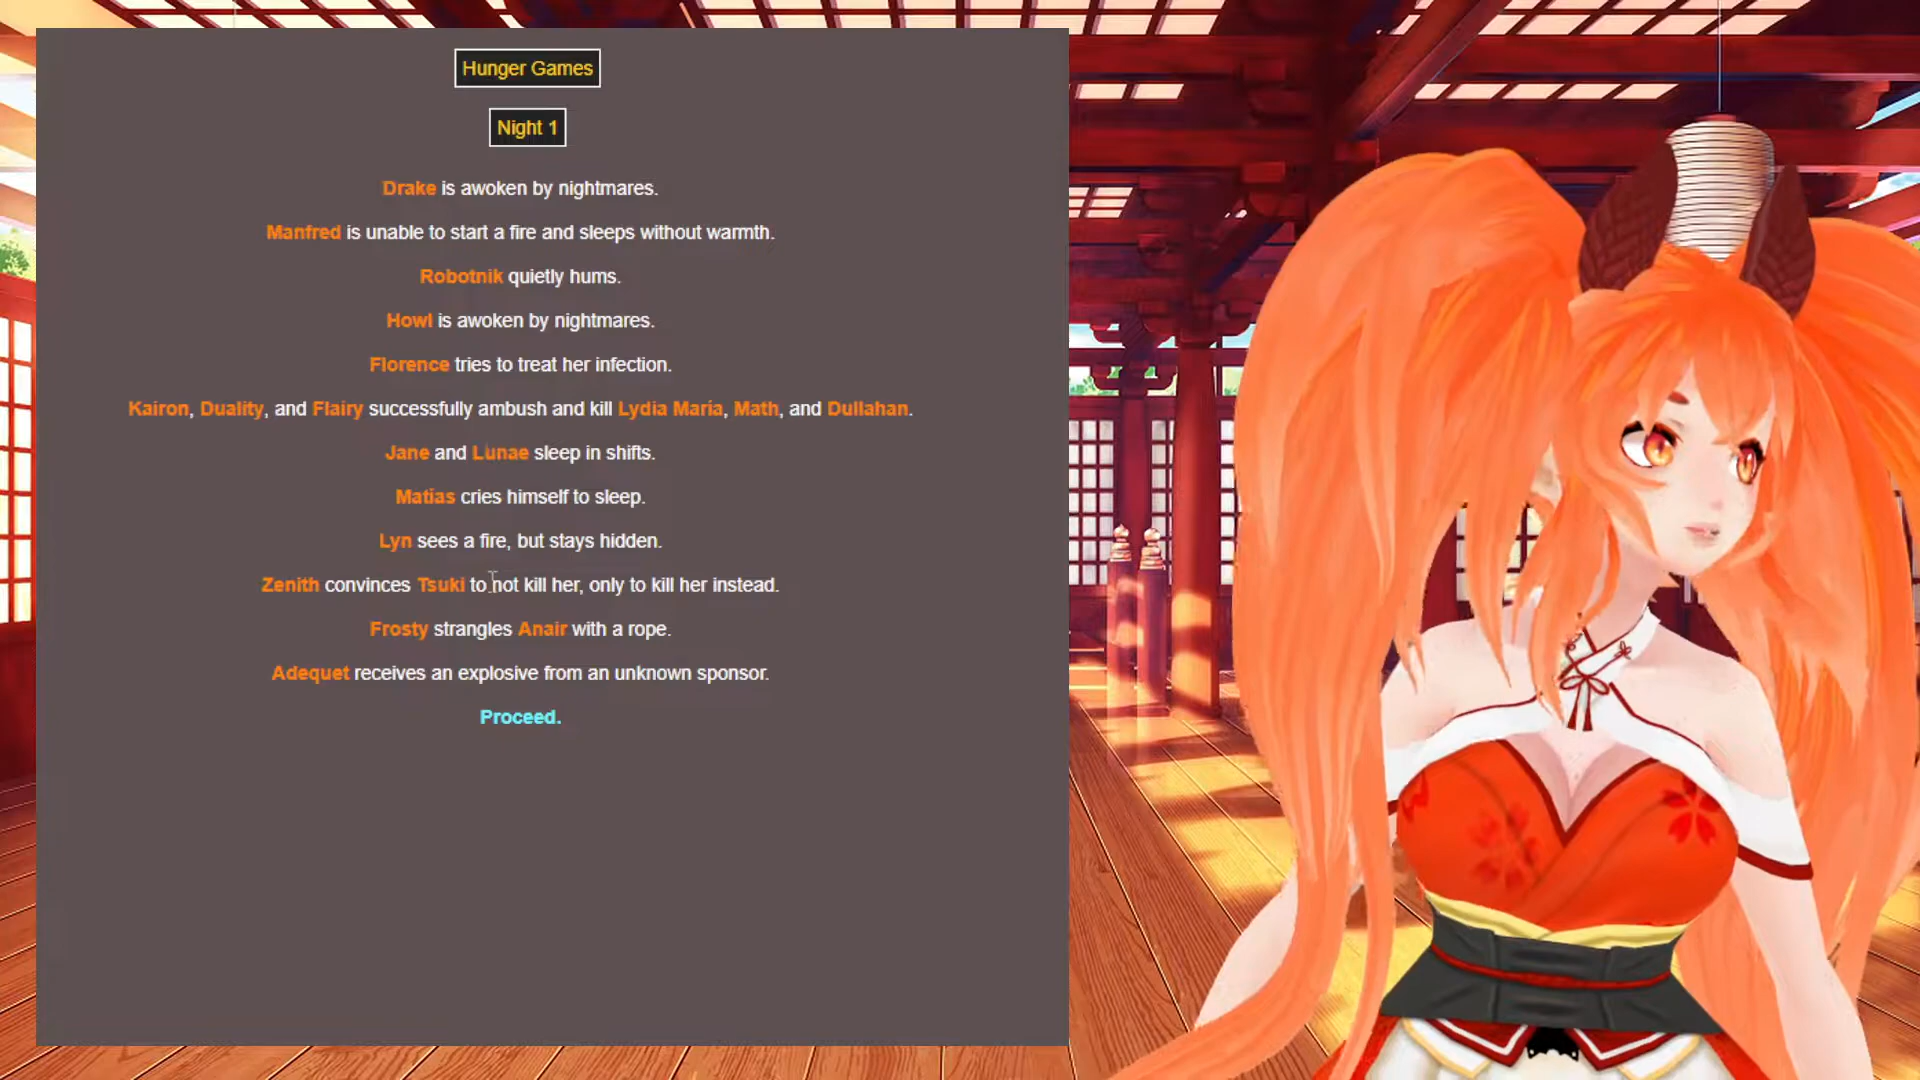 Hunger Games
Night 1
Drake is awoken by nightmares.
Manfred is unable to start a fire and sleeps without warmth.
Robotnik quietly hums.
Howl is awoken by nightmares.
Florence tries to treat her infection.
Kairon, Duality, and Flairy successfully ambush and kill Lydia Maria, Math, and Dullahan.
Jane and Lunae sleep in shifts.
Matias cries himself to sleep.
Lyn sees a fire, but stays hidden.
Zenith convinces Tsuki to not kill her, only to kill her instead.
Frosty strangles Anair with a rope.
Adequet receives an explosive from an unknown sponsor.
Proceed.